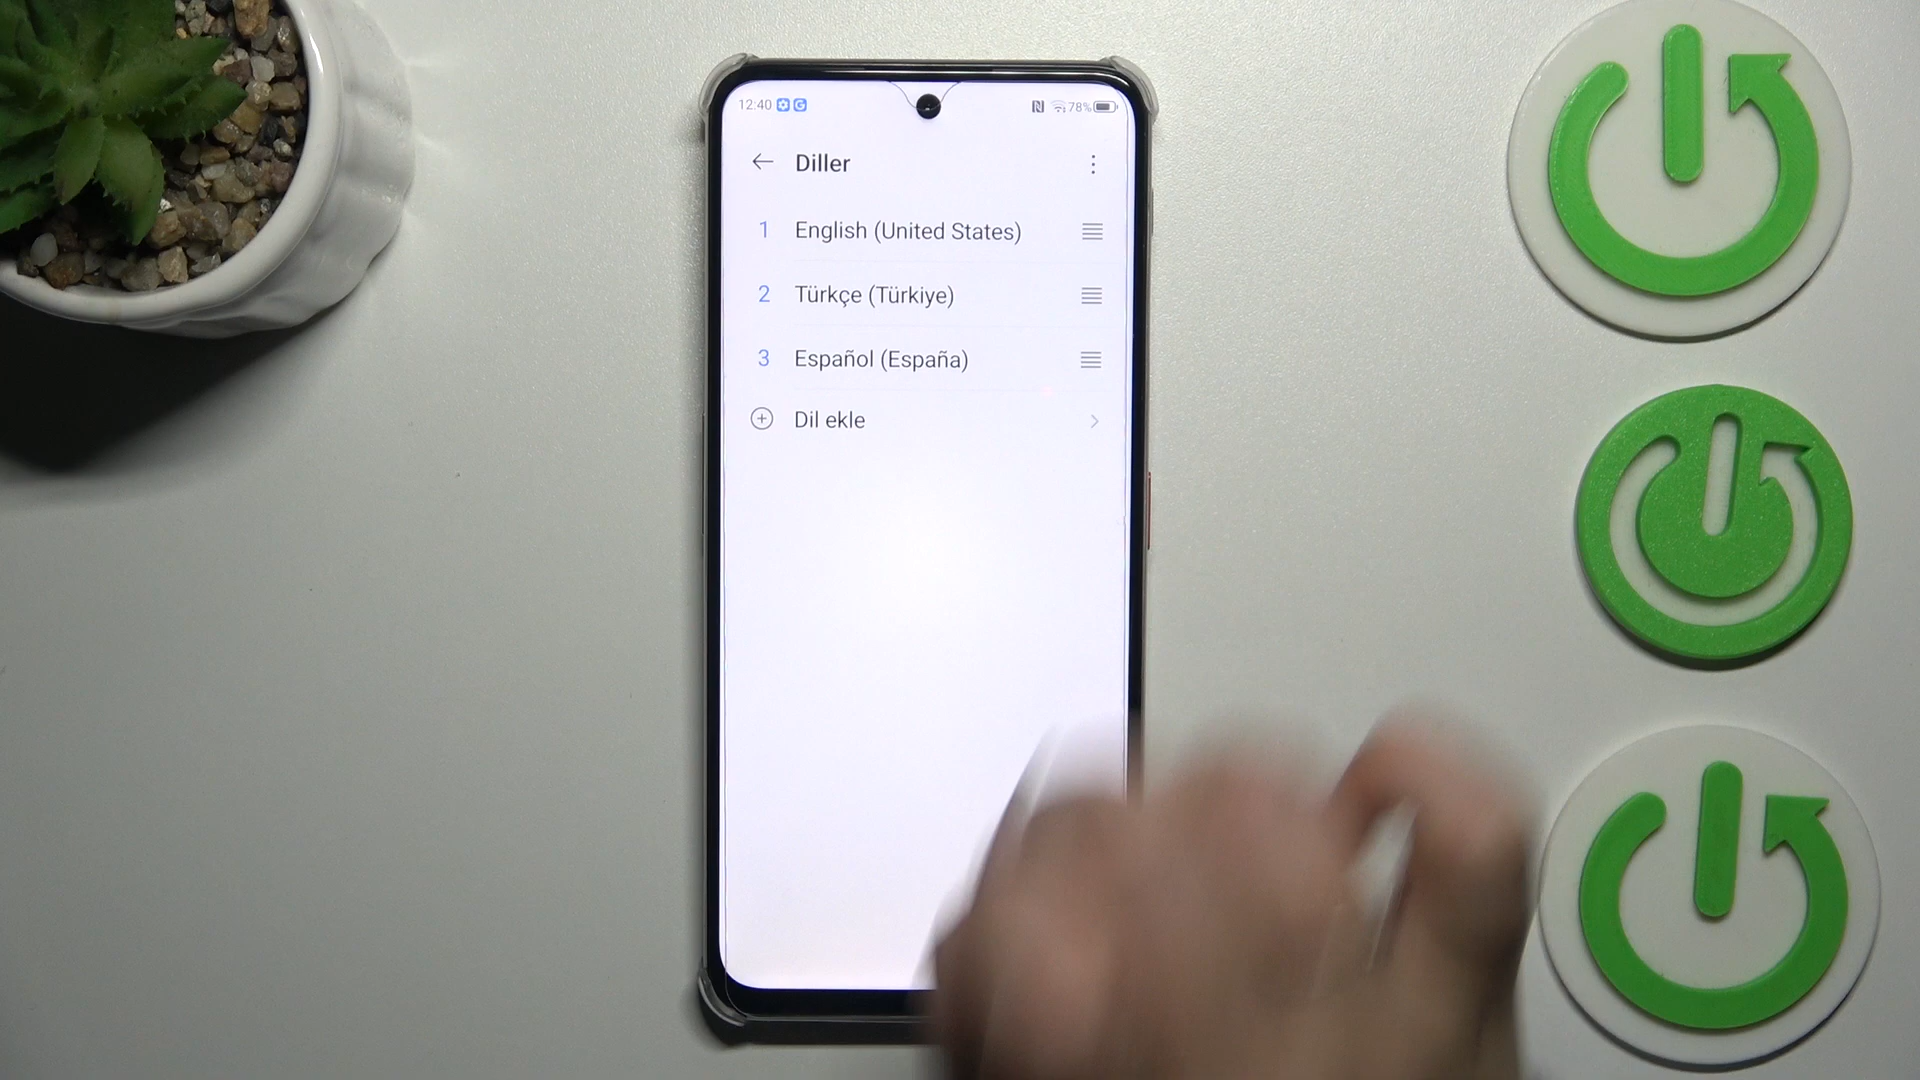 12:40 78%
Diller
1 English (United States)
2 Türkçe (Türkiye)
3 Español (España)
Dil ekle